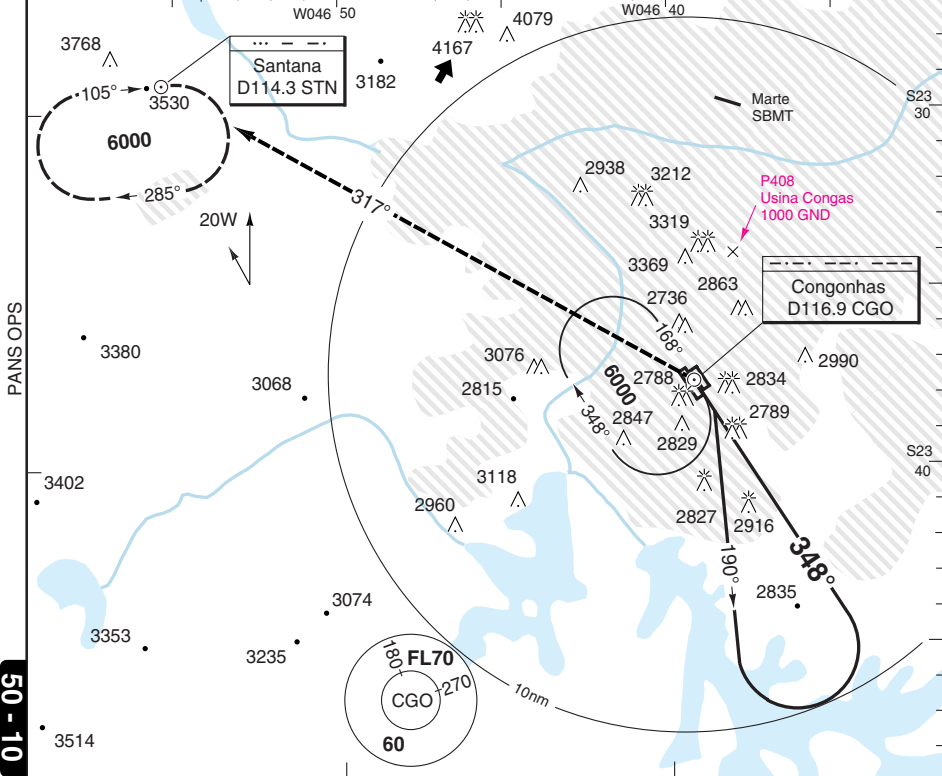 W046 50
W046 40
3768
4079
4167
3182
Santana
D114.3 STN
105°
3530
6000
285°
317°
20W
Marte
SBMT
S23
30
2938
3212
P408
Usina Congas
1000 GND
3319
3369
2863
2736
Congonhas
D116.9 CGO
168°
6000
348°
PANS OPS
3380
3076
2788
2834
2990
3068
2815
2847
2829
2789
S23
40
3402
3118
2960
2827
2916
190°
348°
2835
3074
3353
3235
3514
180
FL70
CGO
270
60
10nm
50 - 10